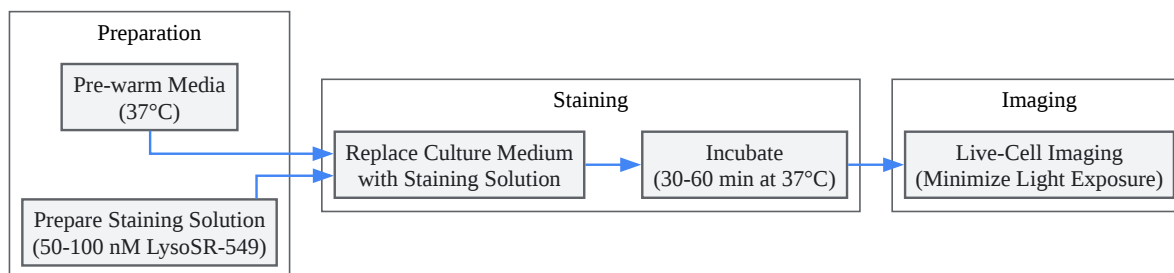 Preparation
Pre-warm Media
(37°C)
Prepare Staining Solution
(50-100 nM LysoSR-549)
Staining
Replace Culture Medium
with Staining Solution
Incubate
(30-60 min at 37°C)
Imaging
Live-Cell Imaging
(Minimize Light Exposure)